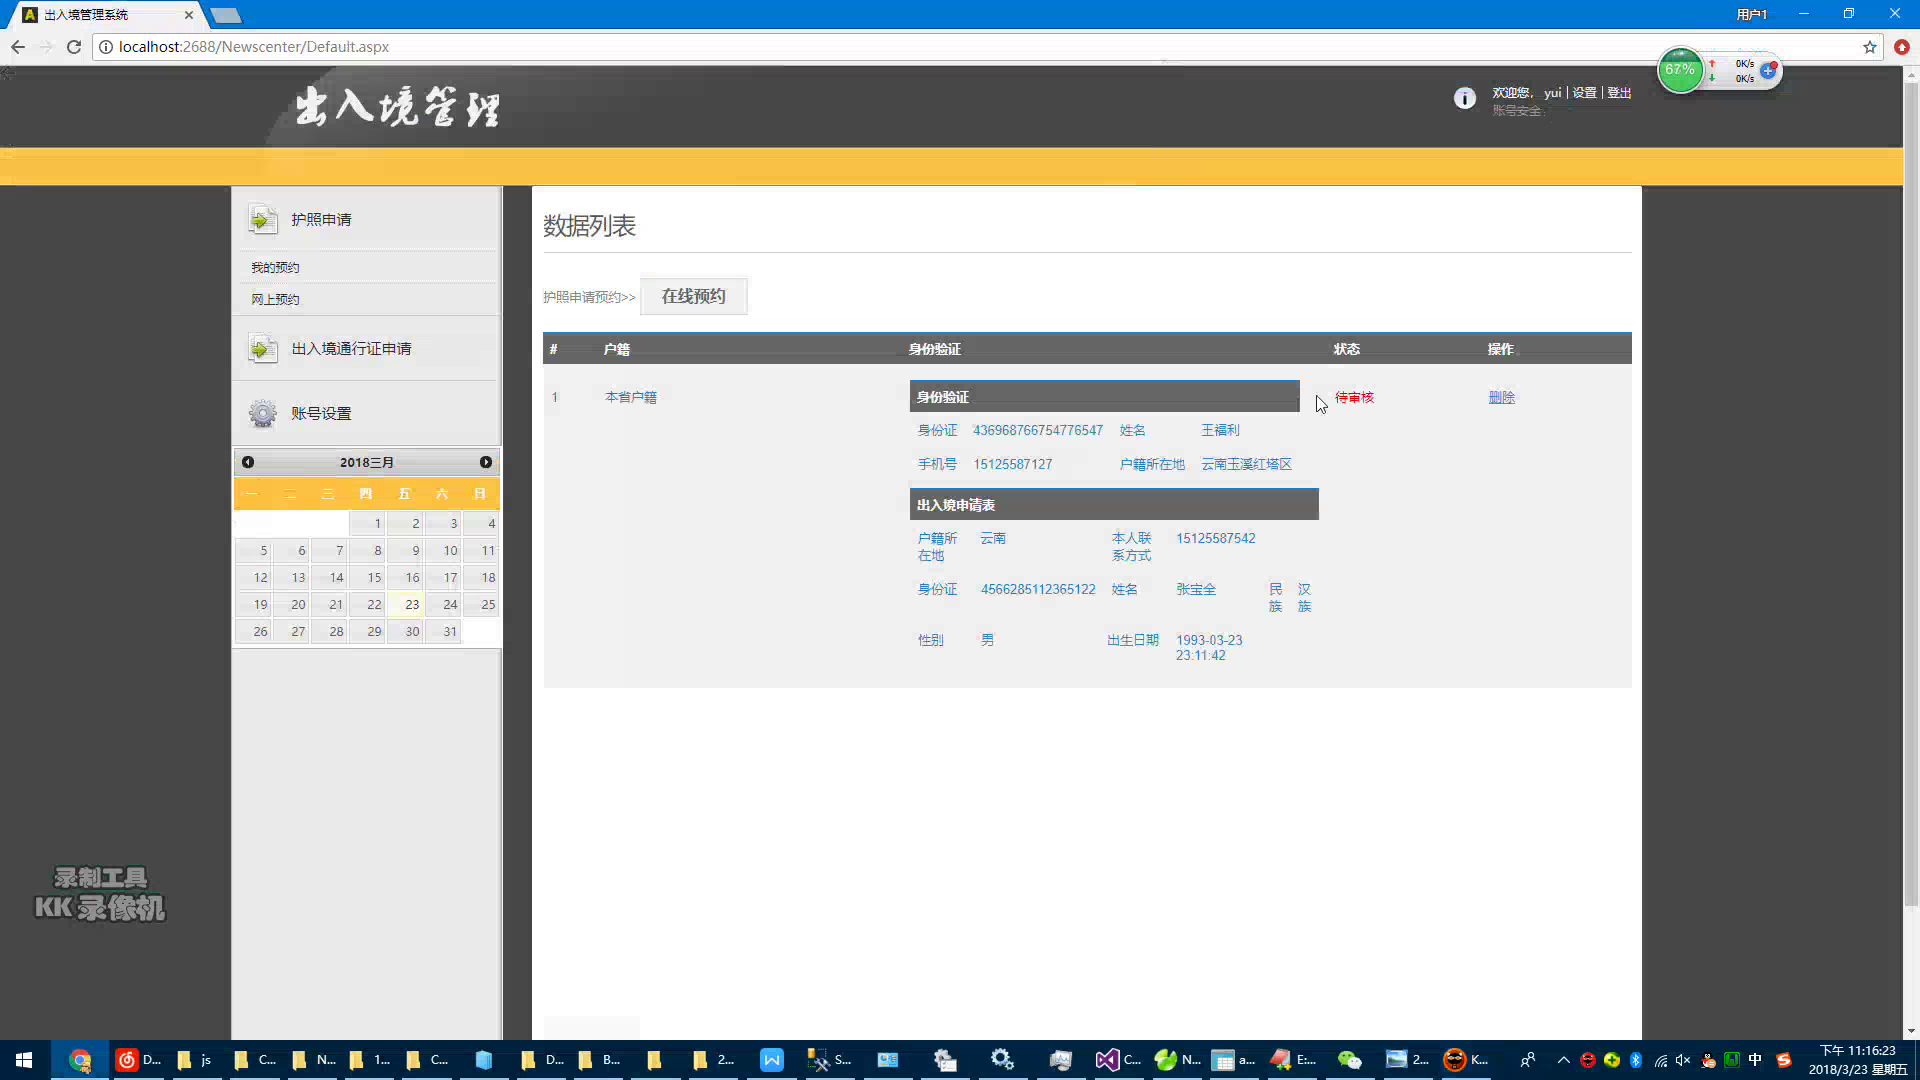 出入境管理系统
用户1
localhost:2688/Newscenter/Default.aspx
67%
0K/s
0K/s
出入境管理
欢迎您， yui | 设置 | 登出
账号安全:
护照申请
我的预约
网上预约
出入境通行证申请
账号设置
2018三月
一 二 三 四 五 六 日
1 2 3 4
5 6 7 8 9 10 11
12 13 14 15 16 17 18
19 20 21 22 23 24 25
26 27 28 29 30 31
数据列表
护照申请预约>> 在线预约
# 户籍 身份验证 状态 操作
1 本省户籍 身份验证 待审核 删除
身份证 436968766754776547 姓名 王福利
手机号 15125587127 户籍所在地 云南玉溪红塔区
出入境申请表
户籍所在地 云南 本人联系方式 15125587542
身份证 4566285112365122 姓名 张宝全 民族 汉族
性别 男 出生日期 1993-03-23 23:11:42
录制工具
KK 录像机
D... js C... N... 1... C... D... B... 2... S... C... N... a... E:... 2... K...
中
下午 11:16:23
2018/3/23 星期五